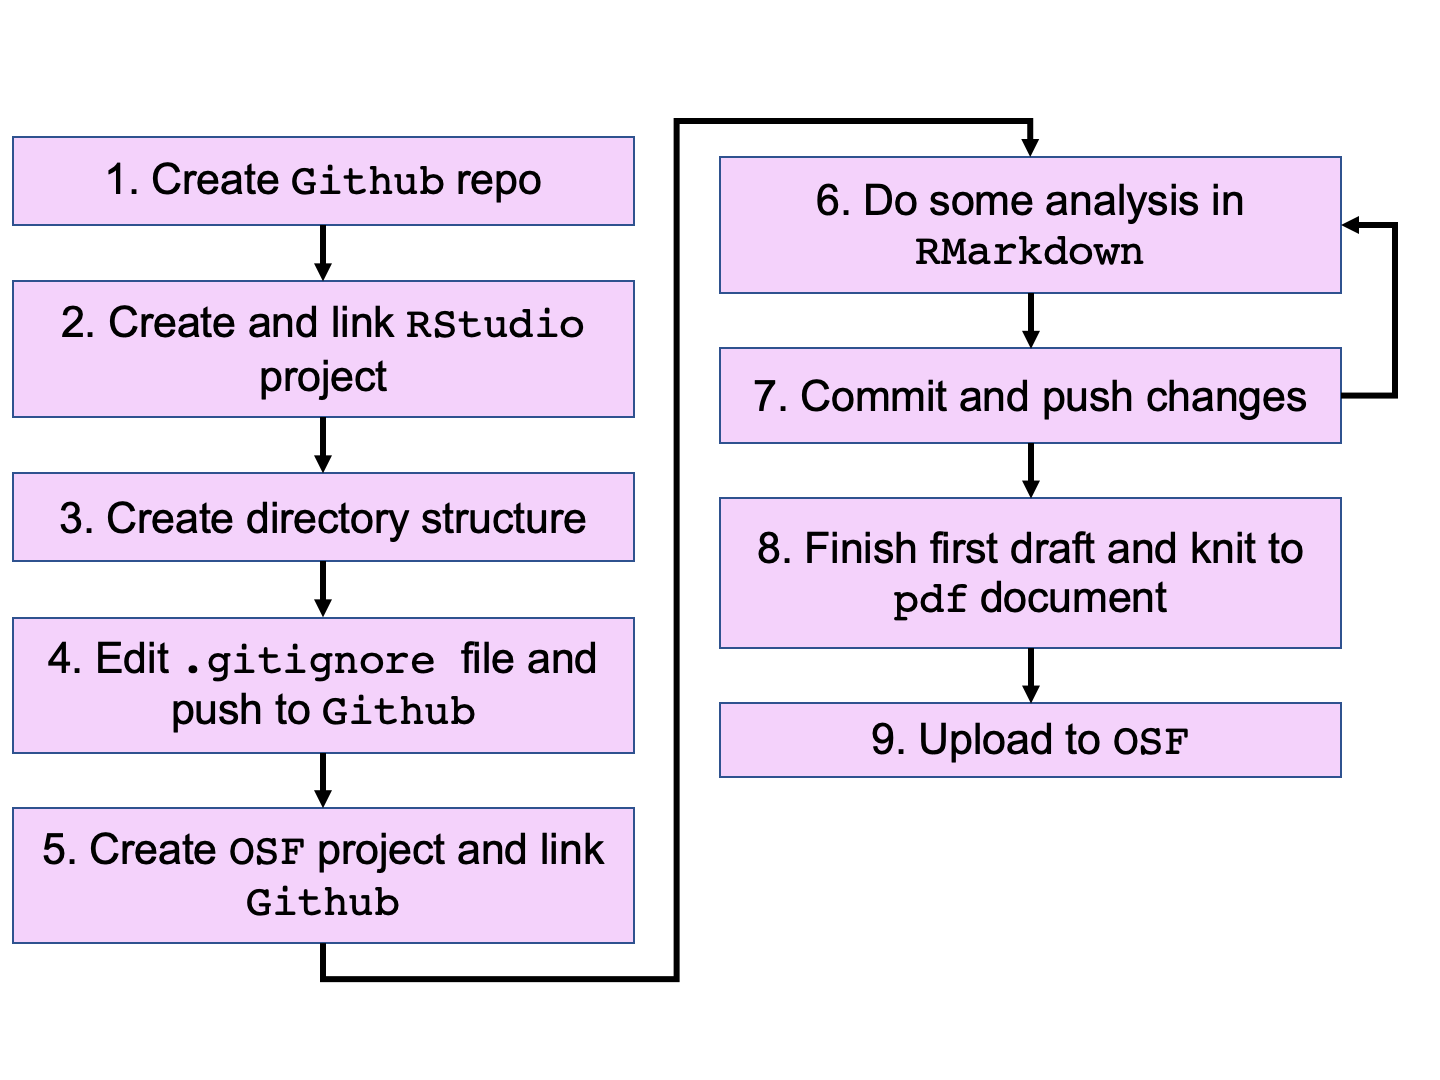 1. Create Github repo
2. Create and link RStudio
project
3. Create directory structure
4. Edit .gitignore file and
push to Github
5. Create OSF project and link
Github
6. Do some analysis in
RMarkdown
7. Commit and push changes
8. Finish first draft and knit to
pdf document
9. Upload to OSF